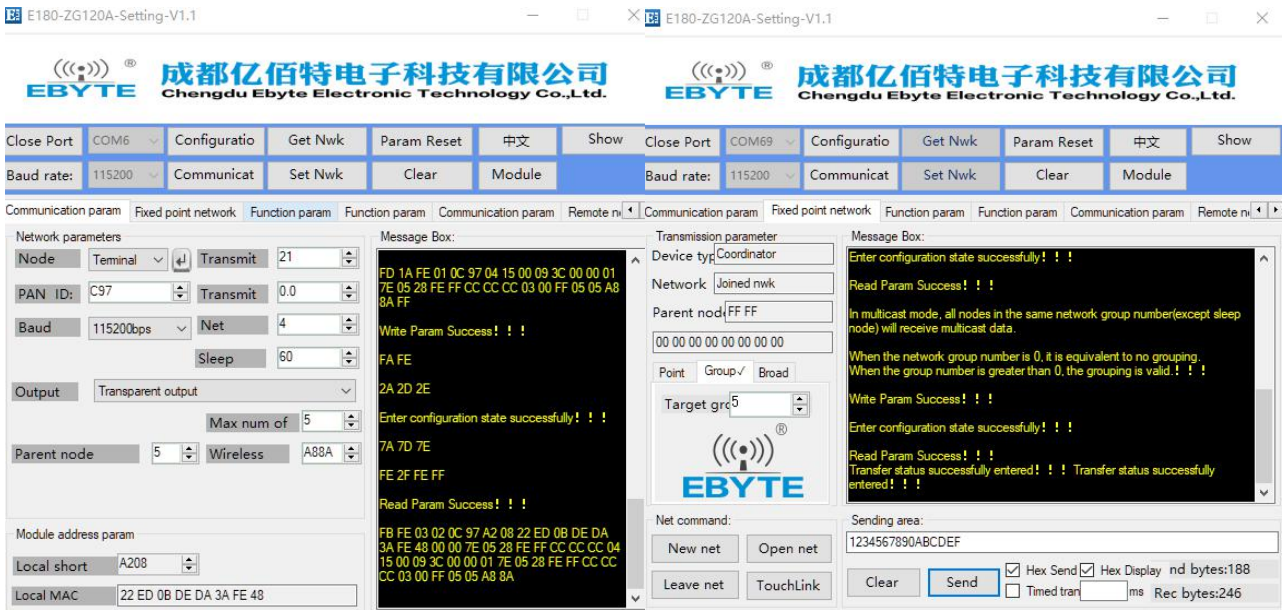 E180-ZG120A-Setting-V1.1
EBYTE ®
成都亿佰特电子科技有限公司
Chengdu Ebyte Electronic Technology Co.,Ltd.
Close Port COM6 Configuratio Get Nwk Param Reset 中文 Show
Baud rate: 115200 Communicat Set Nwk Clear Module
Communication param Fixed point network Function param Function param Communication param Remote n
Network parameters
Node Teminal Transmit 21
PAN ID: C97 Transmit 0.0
Baud 115200bps Net 4
Sleep 60
Output Transparent output
Max num of 5
Parent node 5 Wireless A88A
Module address param
Local short A208
Local MAC 22 ED 0B DE DA 3A FE 48
Message Box:
FD 1A FE 01 0C 97 04 15 00 09 3C 00 00 01
7E 05 28 FE FF CC CC CC 03 00 FF 05 05 A8
8A FF
Write Param Success！！！
FA FE
2A 2D 2E
Enter configuration state successfully！！！
7A 7D 7E
FE 2F FE FF
Read Param Success！！！
FB FE 03 02 0C 97 A2 08 22 ED 0B DE DA
3A FE 48 00 00 7E 05 28 FE FF CC CC CC 04
15 00 09 3C 00 00 01 7E 05 28 FE FF CC CC
CC 03 00 FF 05 05 A8 8A
E180-ZG120A-Setting-V1.1
EBYTE ®
成都亿佰特电子科技有限公司
Chengdu Ebyte Electronic Technology Co.,Ltd.
Close Port COM69 Configuratio Get Nwk Param Reset 中文 Show
Baud rate: 115200 Communicat Set Nwk Clear Module
Communication param Fixed point network Function param Function param Communication param Remote n
Transmission parameter
Device typ Coordinator
Network Joined nwk
Parent nod FF FF
00 00 00 00 00 00 00 00
Point Group✓ Broad
Target grc 5
®
EBYTE
Net command:
New net Open net
Leave net TouchLink
Message Box:
Enter configuration state successfully！！！
Read Param Success！！！
In multicast mode, all nodes in the same network group number(except sleep
node) will receive multicast data.
When the network group number is 0, it is equivalent to no grouping.
When the group number is greater than 0, the grouping is valid.！！！
Write Param Success！！！
Enter configuration state successfully！！！
Read Param Success！！！
Transfer status successfully entered！！！ Transfer status successfully
entered！！！
Sending area:
1234567890ABCDEF
Clear Send Hex Send Hex Display nd bytes:188
Timed tran ms Rec bytes:246